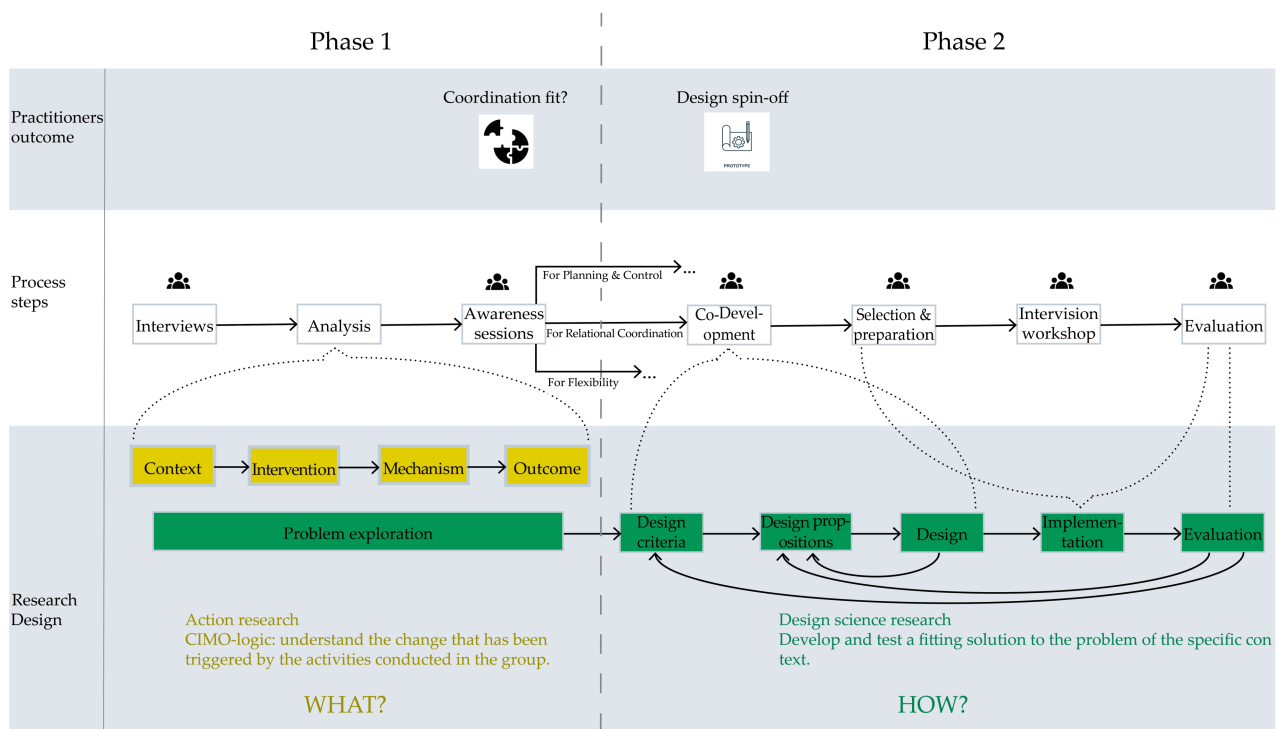 Phase 1
Phase 2
Practitioners
outcome
Coordination fit?
Design spin-off
PROTOTYPE
Process
steps
For Planning & Control
...
Interviews
Analysis
Awareness
sessions
For Relational Coordination
Co-Devel-
opment
Selection &
preparation
Intervision
workshop
Evaluation
For Flexibility
...
Context
Intervention
Mechanism
Outcome
Problem exploration
Design
criteria
Design prop-
ositions
Design
Implemen-
tation
Evaluation
Research
Design
Action research
CIMO-logic: understand the change that has been
triggered by the activities conducted in the group.
Design science research
Develop and test a fitting solution to the problem of the specific con
text.
WHAT?
HOW?